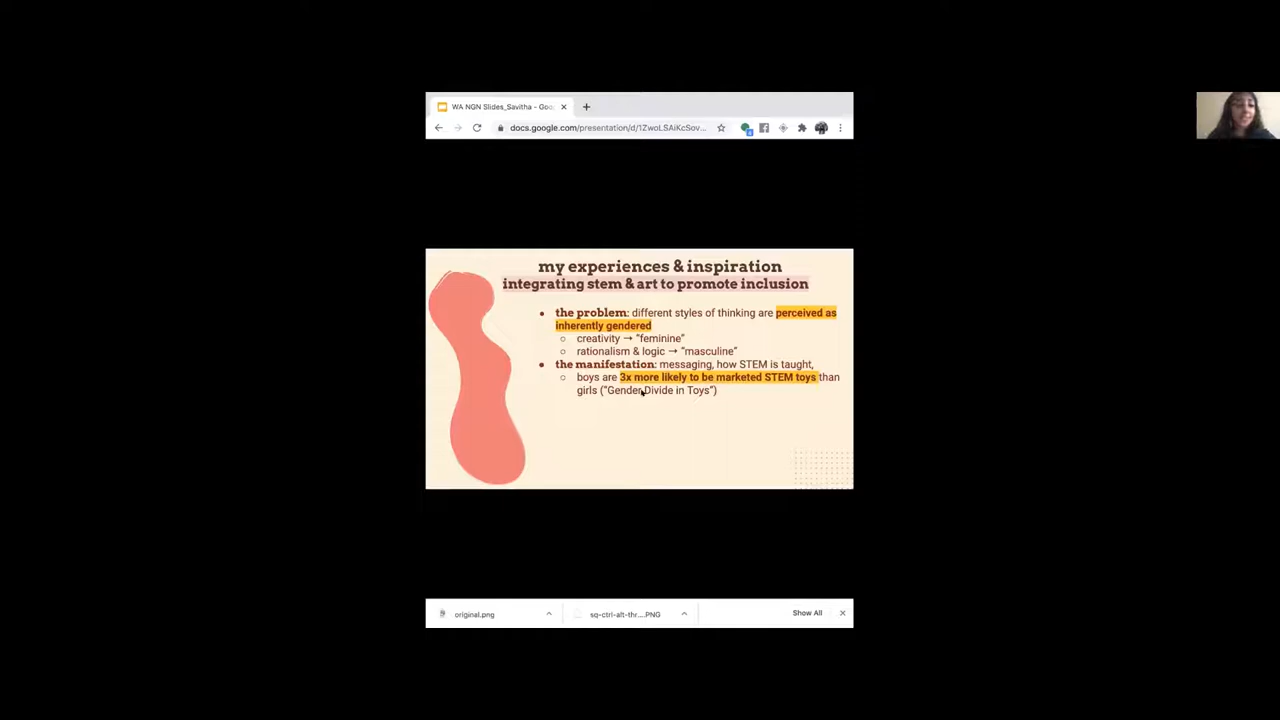 WA NGN Slides_Savitha - Goo
docs.google.com/presentation/d/1ZwoLSAiKcSov...
my experiences & inspiration
integrating stem & art to promote inclusion
● the problem: different styles of thinking are perceived as
inherently gendered
○ creativity → "feminine"
○ rationalism & logic → "masculine"
● the manifestation: messaging, how STEM is taught,
○ boys are 3x more likely to be marketed STEM toys than
girls ("Gender Divide in Toys")
original.png
sq-ctrl-alt-thr....PNG
Show All